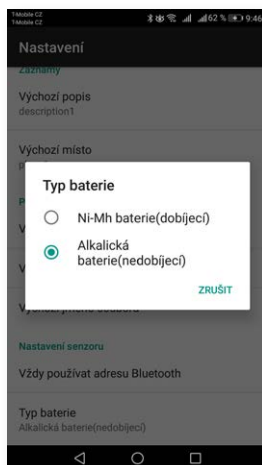 T-Mobile CZ
T-Mobile CZ
62 % 9:46
Nastavení
Záznamy
Výchozí popis
description1
Výchozí místo
Typ baterie
Ni-Mh baterie(dobíjecí)
Alkalická
baterie(nedobíjecí)
ZRUŠIT
Nastavení senzoru
Vždy používat adresu Bluetooth
Typ baterie
Alkalická baterie(nedobíjecí)